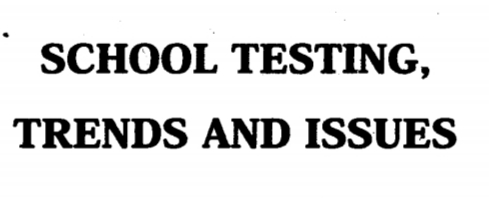 SCHOOL TESTING,
TRENDS AND ISSUES